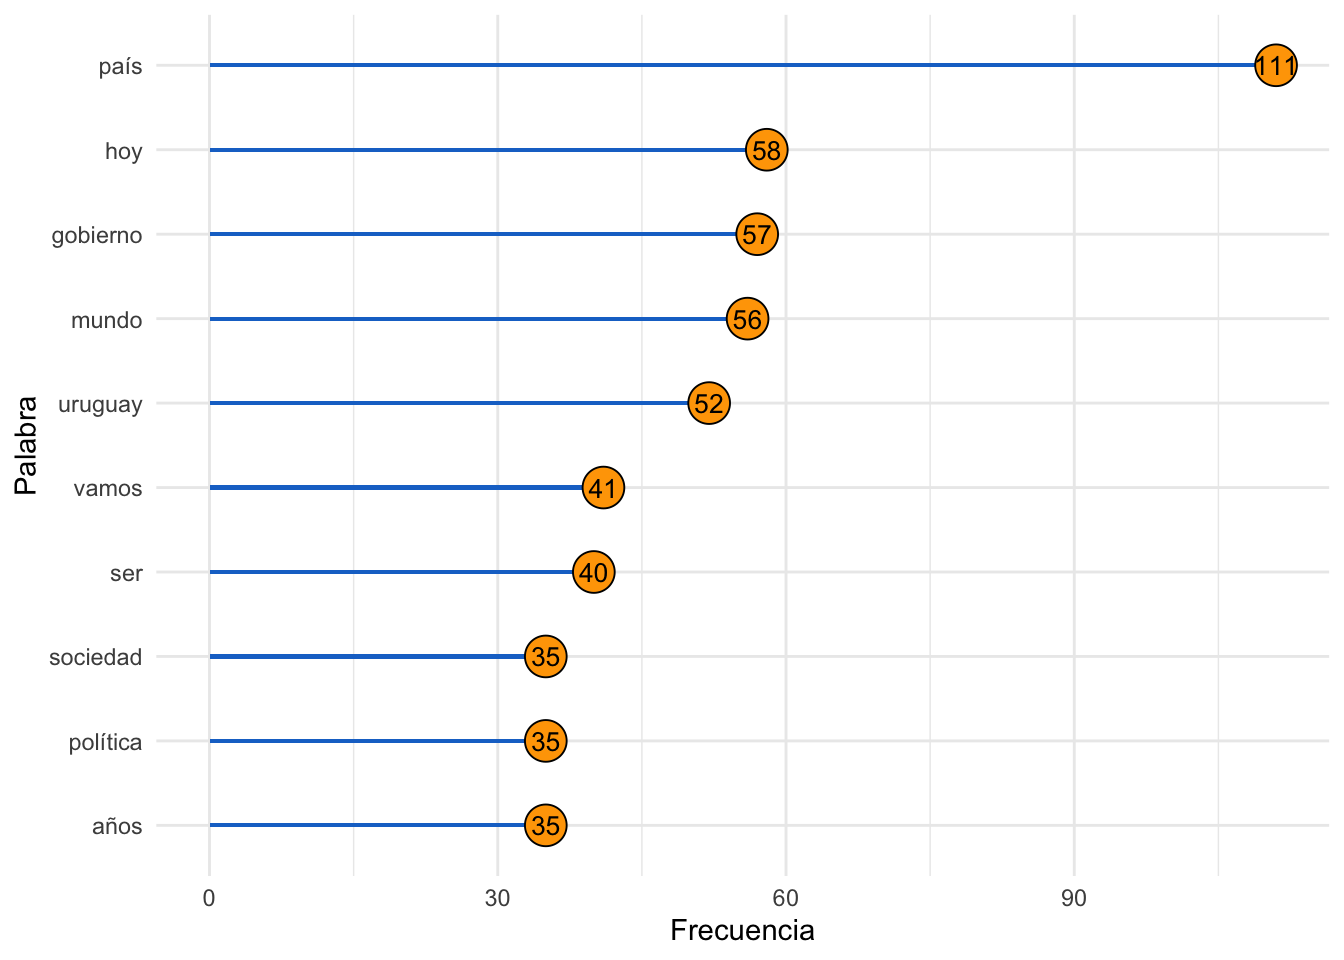 país 111
hoy 58
gobierno 57
mundo 56
uruguay 52
vamos 41
ser 40
sociedad 35
política 35
años 35
Palabra
0 30 60 90
Frecuencia